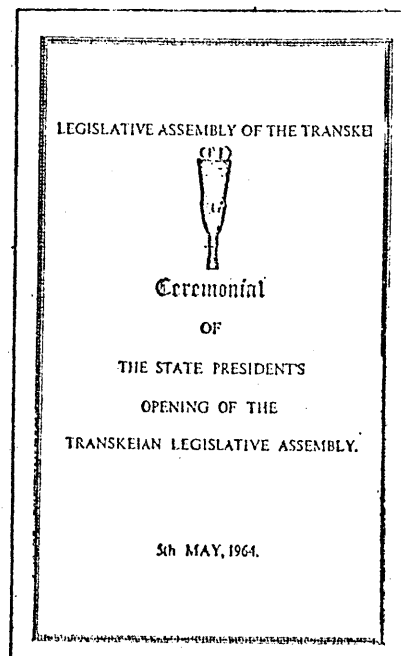 LEGISLATIVE ASSEMBLY OF THE TRANSKEI
Ceremonial
OF
THE STATE PRESIDENT'S
OPENING OF THE
TRANSKEIAN LEGISLATIVE ASSEMBLY.
5th MAY, 1964.